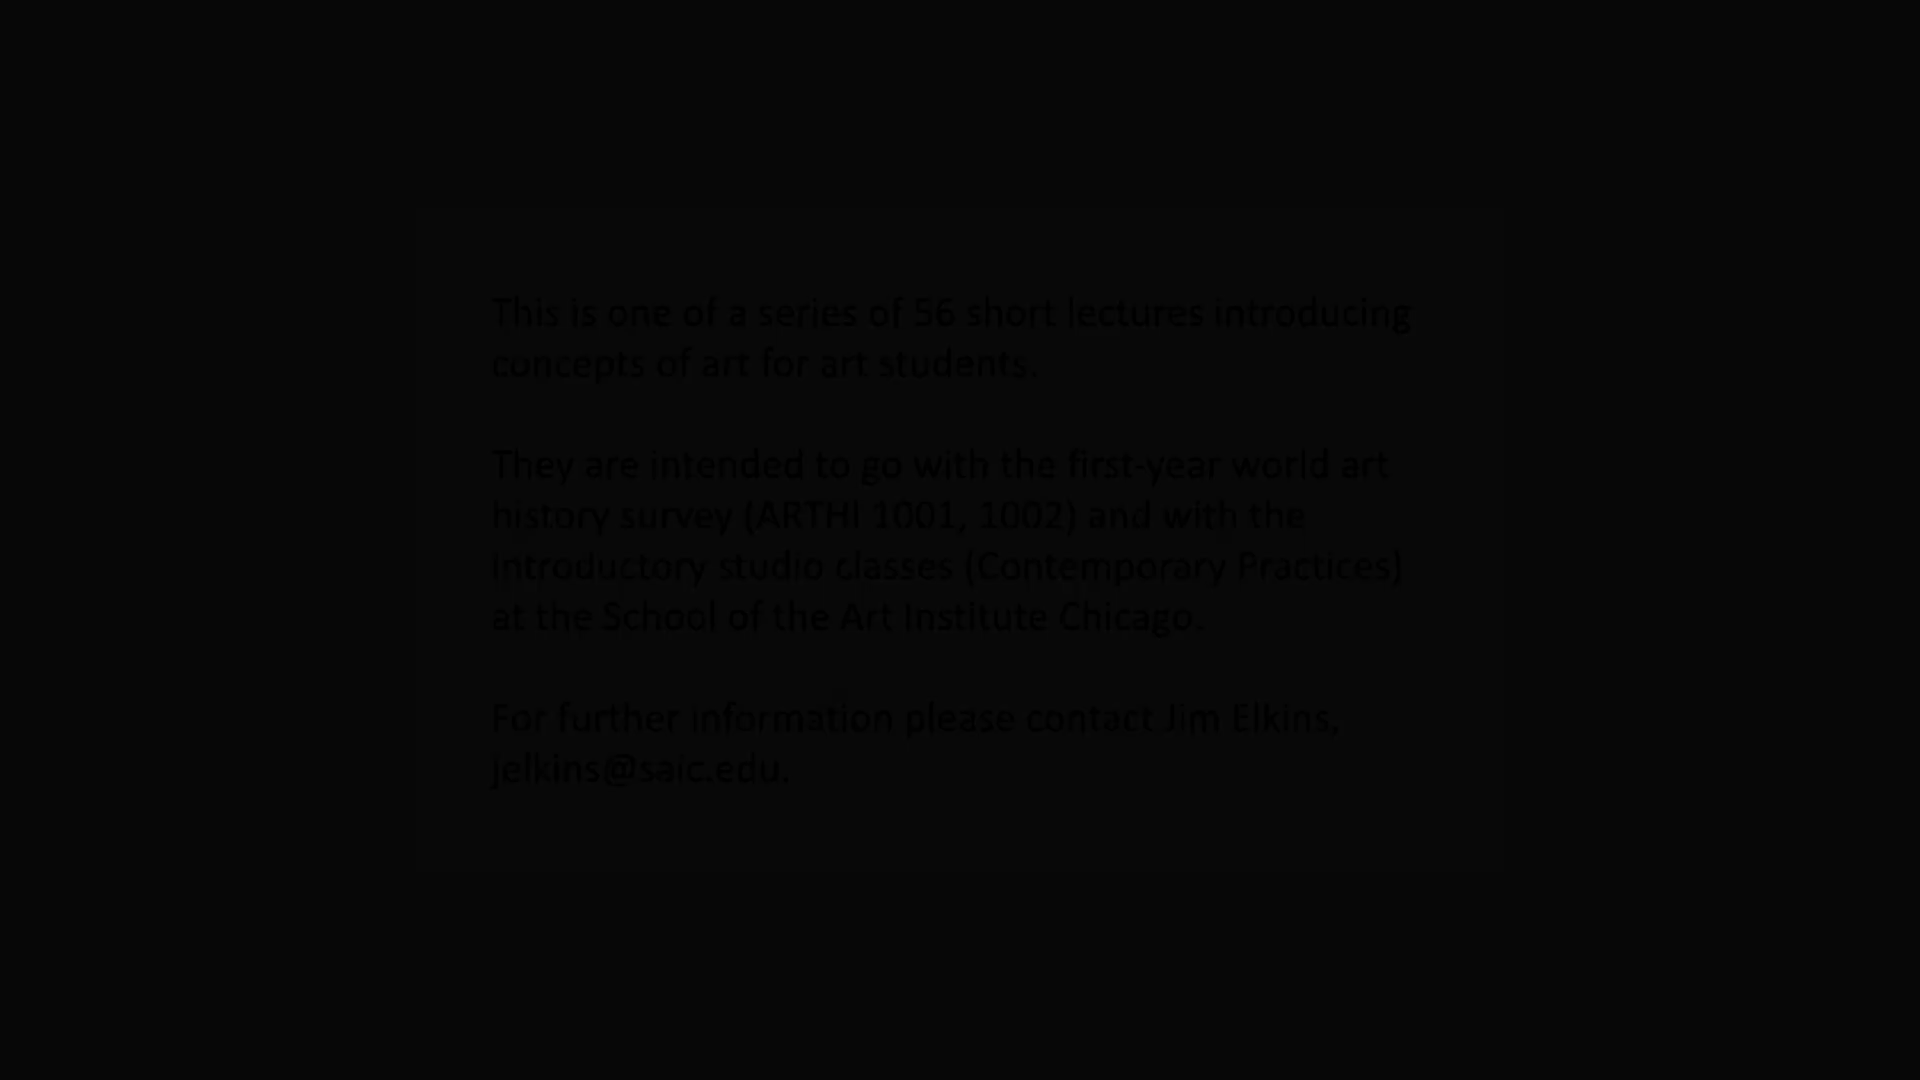 This is one of a series of 56 short lectures introducing
concepts of art for art students.
They are intended to go with the first-year world art
history survey (ARTHI 1001, 1002) and with the
introductory studio classes (Contemporary Practices)
at the School of the Art Institute Chicago.
For further information please contact Jim Elkins,
jelkins@saic.edu.